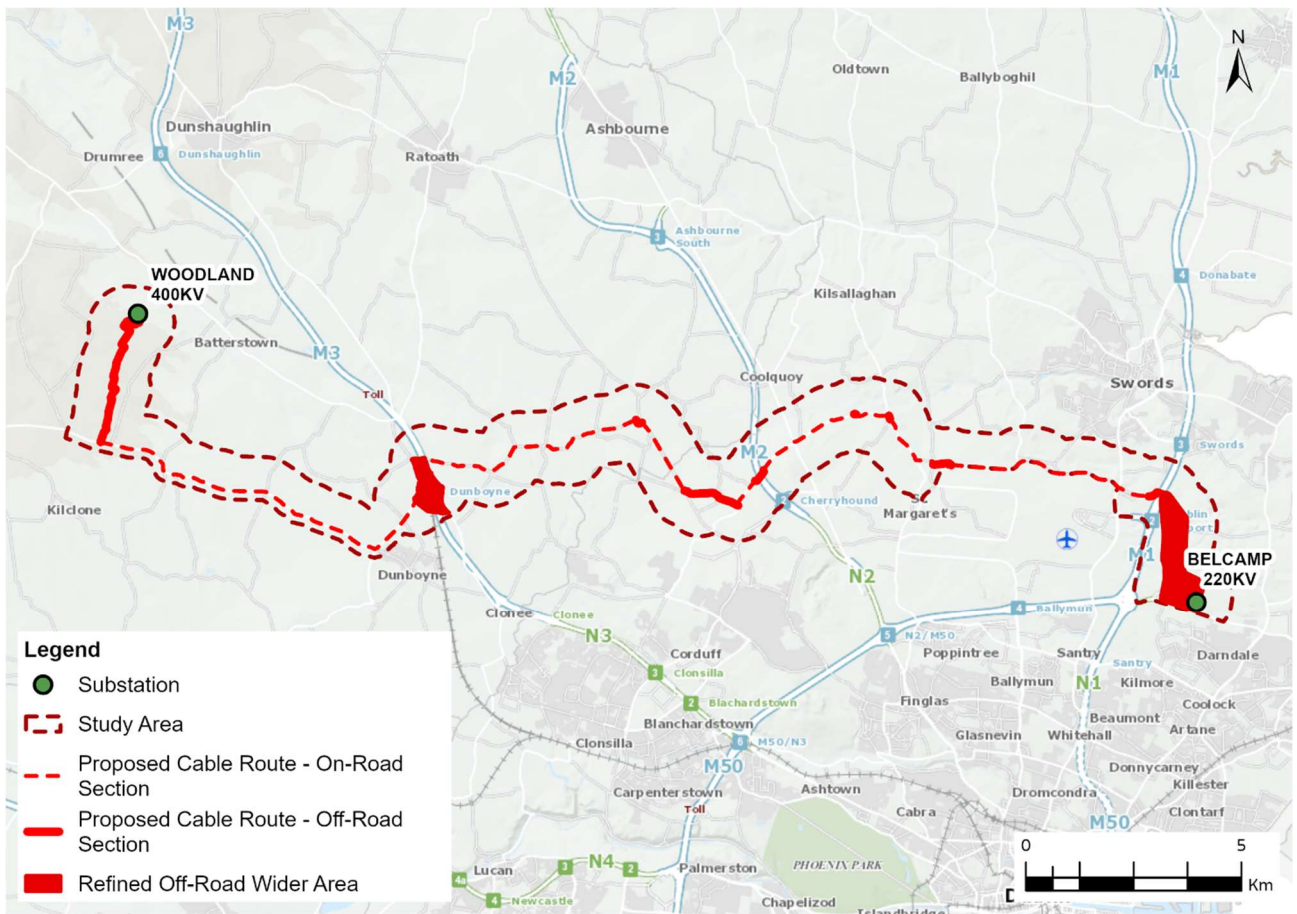 M3
M2
Oldtown
Ballyboghil
M1
N
Dunshaughlin
Ashbourne
Drumree
6 Dunshaughlin
Ratoath
3 Ashbourne
South
4
Donabate
WOODLAND
400KV
Kilsallaghan
Batterstown
M3
Toll
Coolquoy
Swords
M2
3 Swords
Kilclone
Dunboyne
Cherryhound
Margaret's
M1
BELCAMP
220KV
Dunboyne
N2
Clonee
Clonee
N3
4 Ballymun
5 N2/M50
Poppintree
Santry
Santry
Darndale
Corduff
3 Clonsilla
Ballymun
N1
Kilmore
Finglas
Coolock
2 Blachardstown
Beaumont
Blanchardstown
Artane
Glasnevin
Whitehall
Clonsilla
6 M50/N3
Donnycarney
M50
Killester
Carpenterstown
Ashtown
Dromcondra
Toll
Cabra
Clontarf
M50
Lucan
3
N4
2
Palmerston
PHOENIX PARK
4a
4 Newcastle
Chapelizod
Islandbridge
Legend
Substation
Study Area
Proposed Cable Route - On-Road
Section
Proposed Cable Route - Off-Road
Section
Refined Off-Road Wider Area
0 5
Km